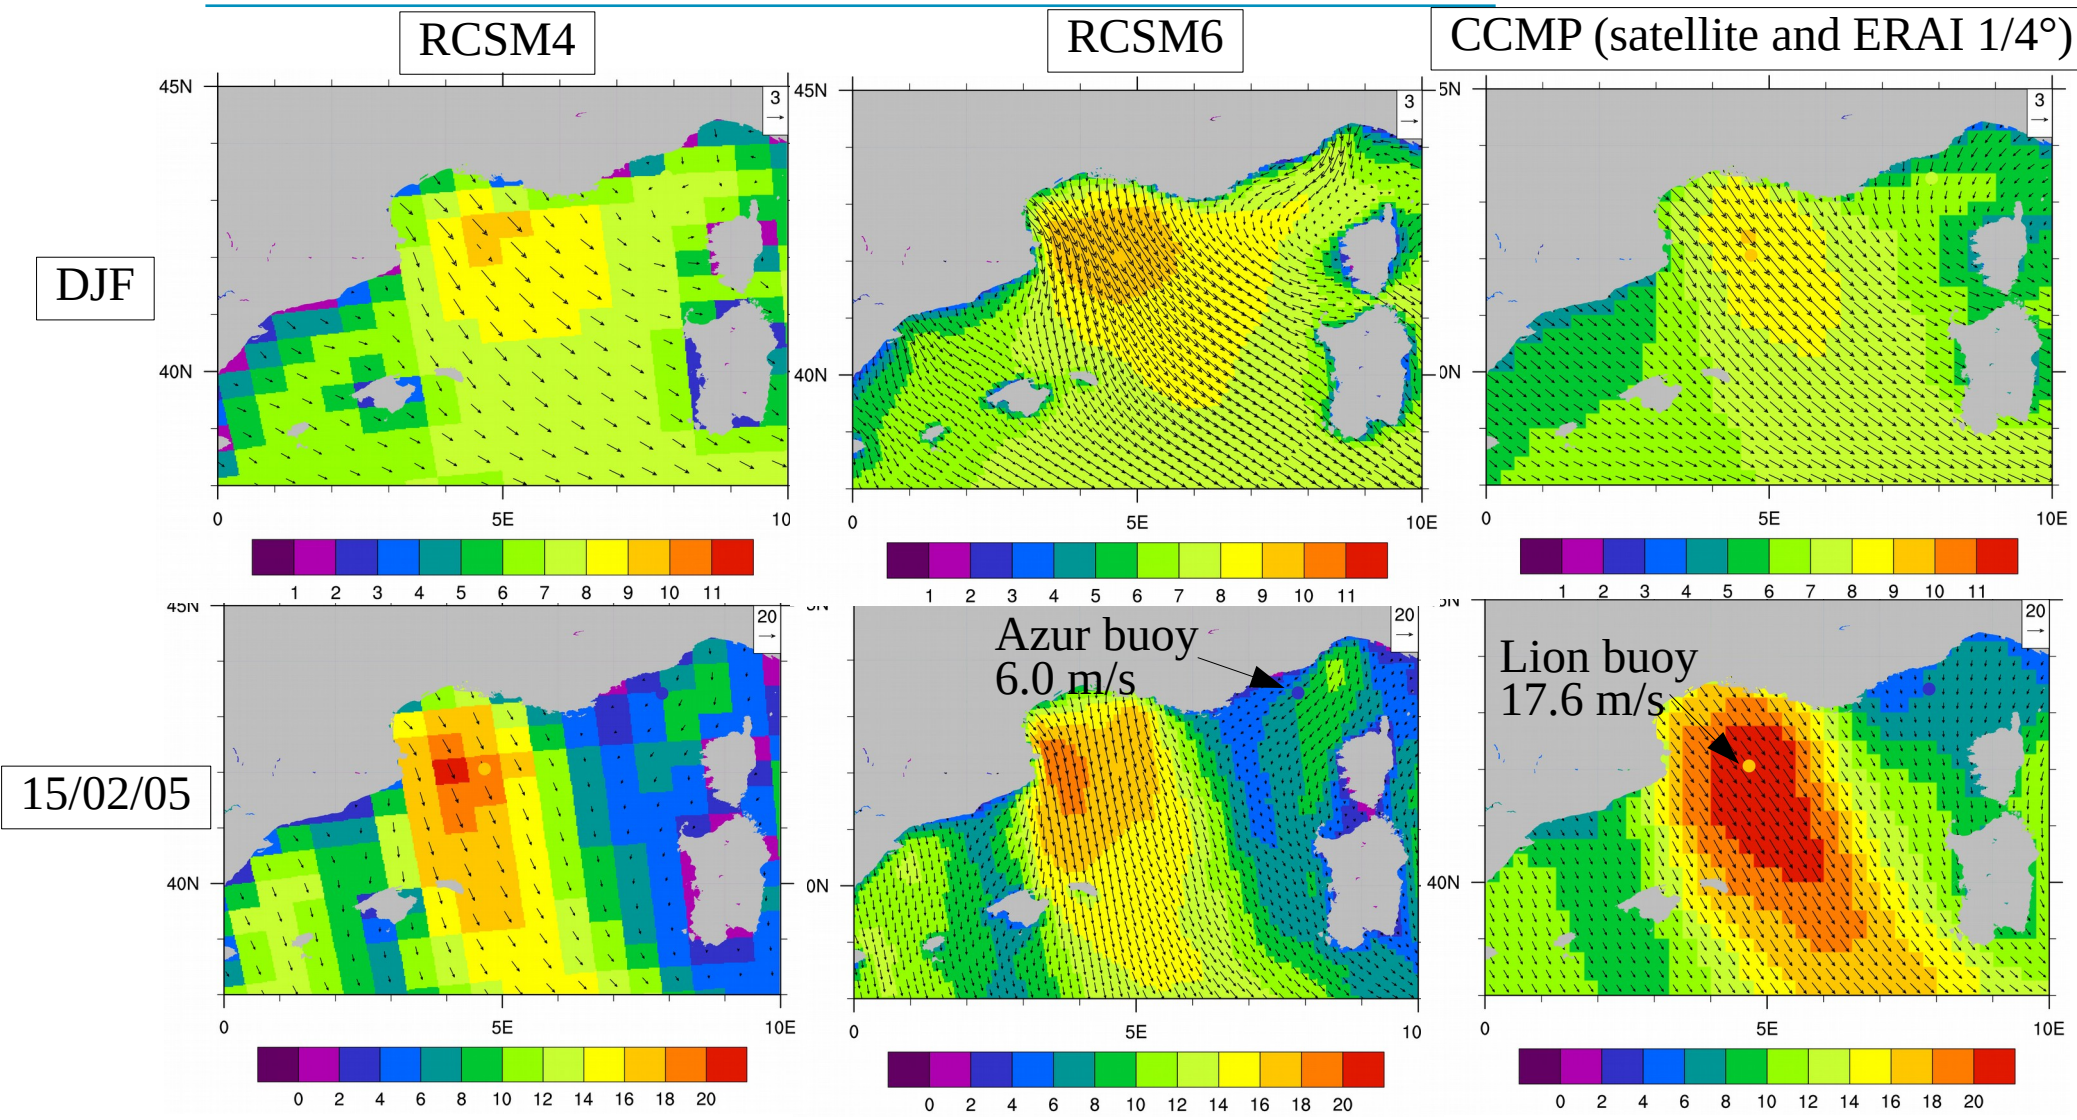 RCSM4
RCSM6
CCMP (satellite and ERAI 1/4°)
DJF
45N
40N
3
0 5E 10
1 2 3 4 5 6 7 8 9 10 11
45N
40N
3
0 5E 10E
1 2 3 4 5 6 7 8 9 10 11
5N
0N
3
0 5E 10E
1 2 3 4 5 6 7 8 9 10 11
15/02/05
45N
40N
20
0 5E 10E
0 2 4 6 8 10 12 14 16 18 20
5N
0N
20
Azur buoy
6.0 m/s
0 5E 10
0 2 4 6 8 10 12 14 16 18 20
5N
40N
20
Lion buoy
17.6 m/s
0 5E 10E
0 2 4 6 8 10 12 14 16 18 20